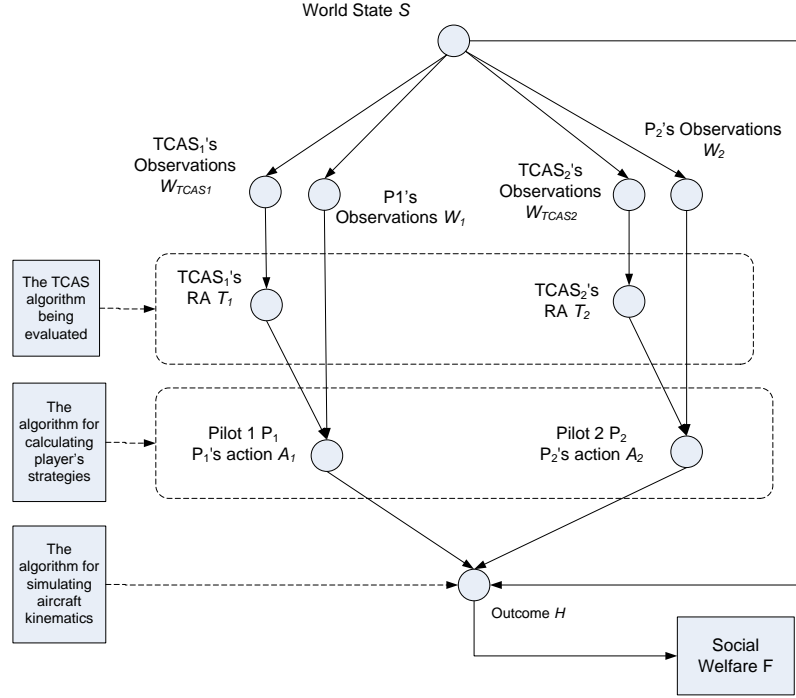 World State S
TCAS₁'s
Observations
W_TCAS1
P1's
Observations W₁
TCAS₂'s
Observations
W_TCAS2
P₂'s Observations
W₂
The TCAS
algorithm
being
evaluated
TCAS₁'s
RA T₁
TCAS₂'s
RA T₂
The
algorithm for
calculating
player's
strategies
Pilot 1 P₁
P₁'s action A₁
Pilot 2 P₂
P₂'s action A₂
The
algorithm for
simulating
aircraft
kinematics
Outcome H
Social
Welfare F